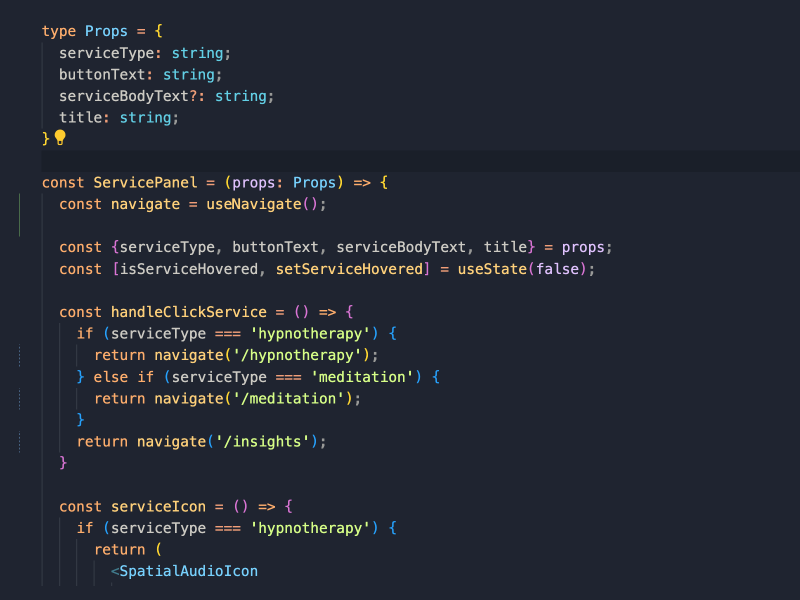 type Props = {
  serviceType: string;
  buttonText: string;
  serviceBodyText?: string;
  title: string;
}
const ServicePanel = (props: Props) => {
  const navigate = useNavigate();
  const {serviceType, buttonText, serviceBodyText, title} = props;
  const [isServiceHovered, setServiceHovered] = useState(false);
  const handleClickService = () => {
    if (serviceType === 'hypnotherapy') {
      return navigate('/hypnotherapy');
    } else if (serviceType === 'meditation') {
      return navigate('/meditation');
    }
    return navigate('/insights');
  }
  const serviceIcon = () => {
    if (serviceType === 'hypnotherapy') {
      return (
        <SpatialAudioIcon